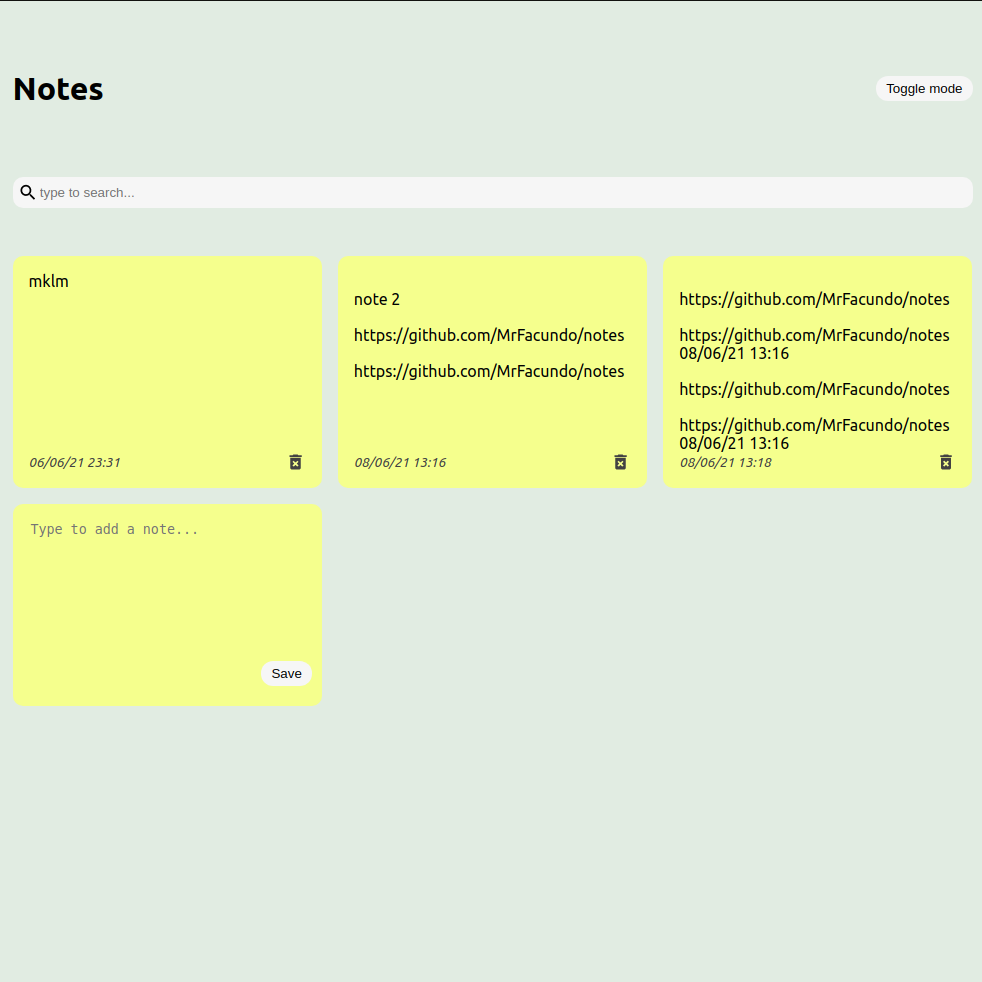 Notes
Toggle mode
type to search...
mklm
06/06/21 23:31
note 2
https://github.com/MrFacundo/notes
https://github.com/MrFacundo/notes
08/06/21 13:16
https://github.com/MrFacundo/notes
https://github.com/MrFacundo/notes
08/06/21 13:16
https://github.com/MrFacundo/notes
https://github.com/MrFacundo/notes
08/06/21 13:16
08/06/21 13:18
Type to add a note...
Save